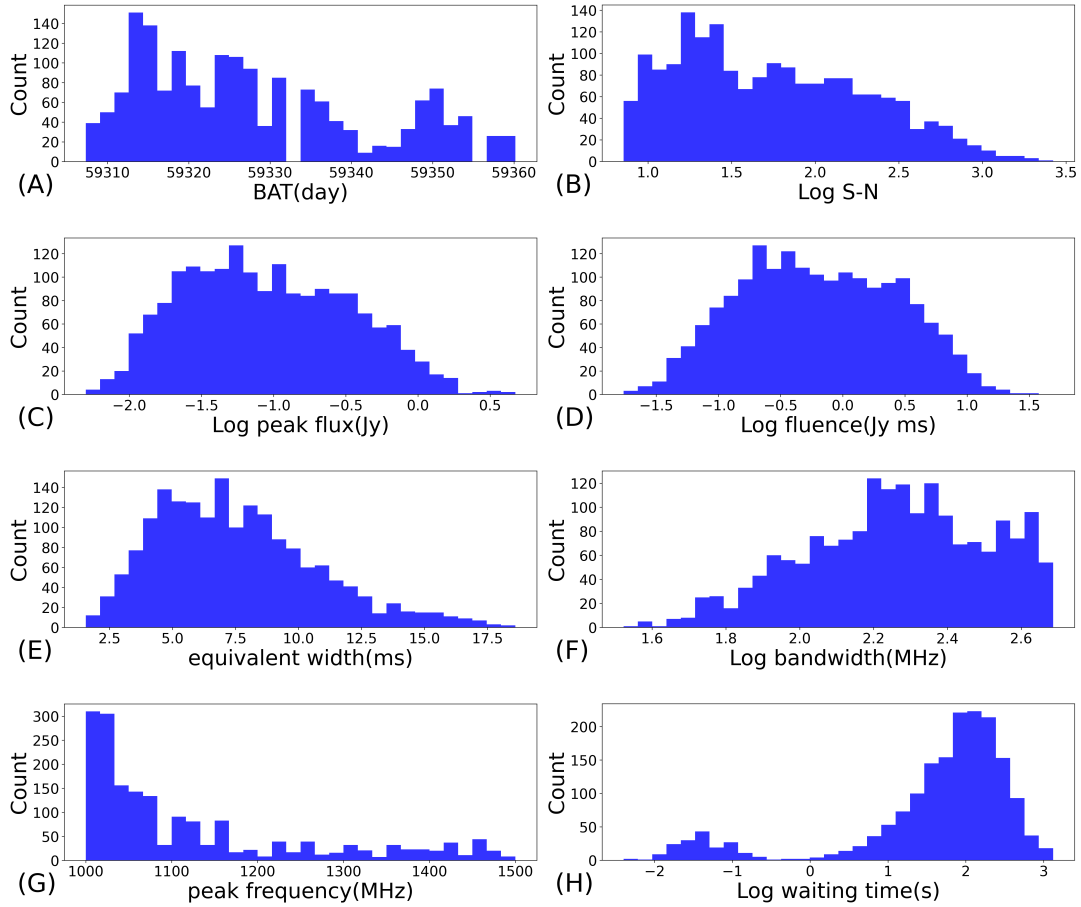 140
120
100
80
60
40
20
0
Count
59310 59320 59330 59340 59350 59360
(A) BAT(day)
140
120
100
80
60
40
20
0
Count
1.0 1.5 2.0 2.5 3.0 3.5
(B) Log S-N
120
100
80
60
40
20
0
Count
−2.0 −1.5 −1.0 −0.5 0.0 0.5
(C) Log peak flux(Jy)
120
100
80
60
40
20
0
Count
−1.5 −1.0 −0.5 0.0 0.5 1.0 1.5
(D) Log fluence(Jy ms)
140
120
100
80
60
40
20
0
Count
2.5 5.0 7.5 10.0 12.5 15.0 17.5
(E) equivalent width(ms)
120
100
80
60
40
20
0
Count
1.6 1.8 2.0 2.2 2.4 2.6
(F) Log bandwidth(MHz)
300
250
200
150
100
50
0
Count
1000 1100 1200 1300 1400 1500
(G) peak frequency(MHz)
200
150
100
50
0
Count
−2 −1 0 1 2 3
(H) Log waiting time(s)